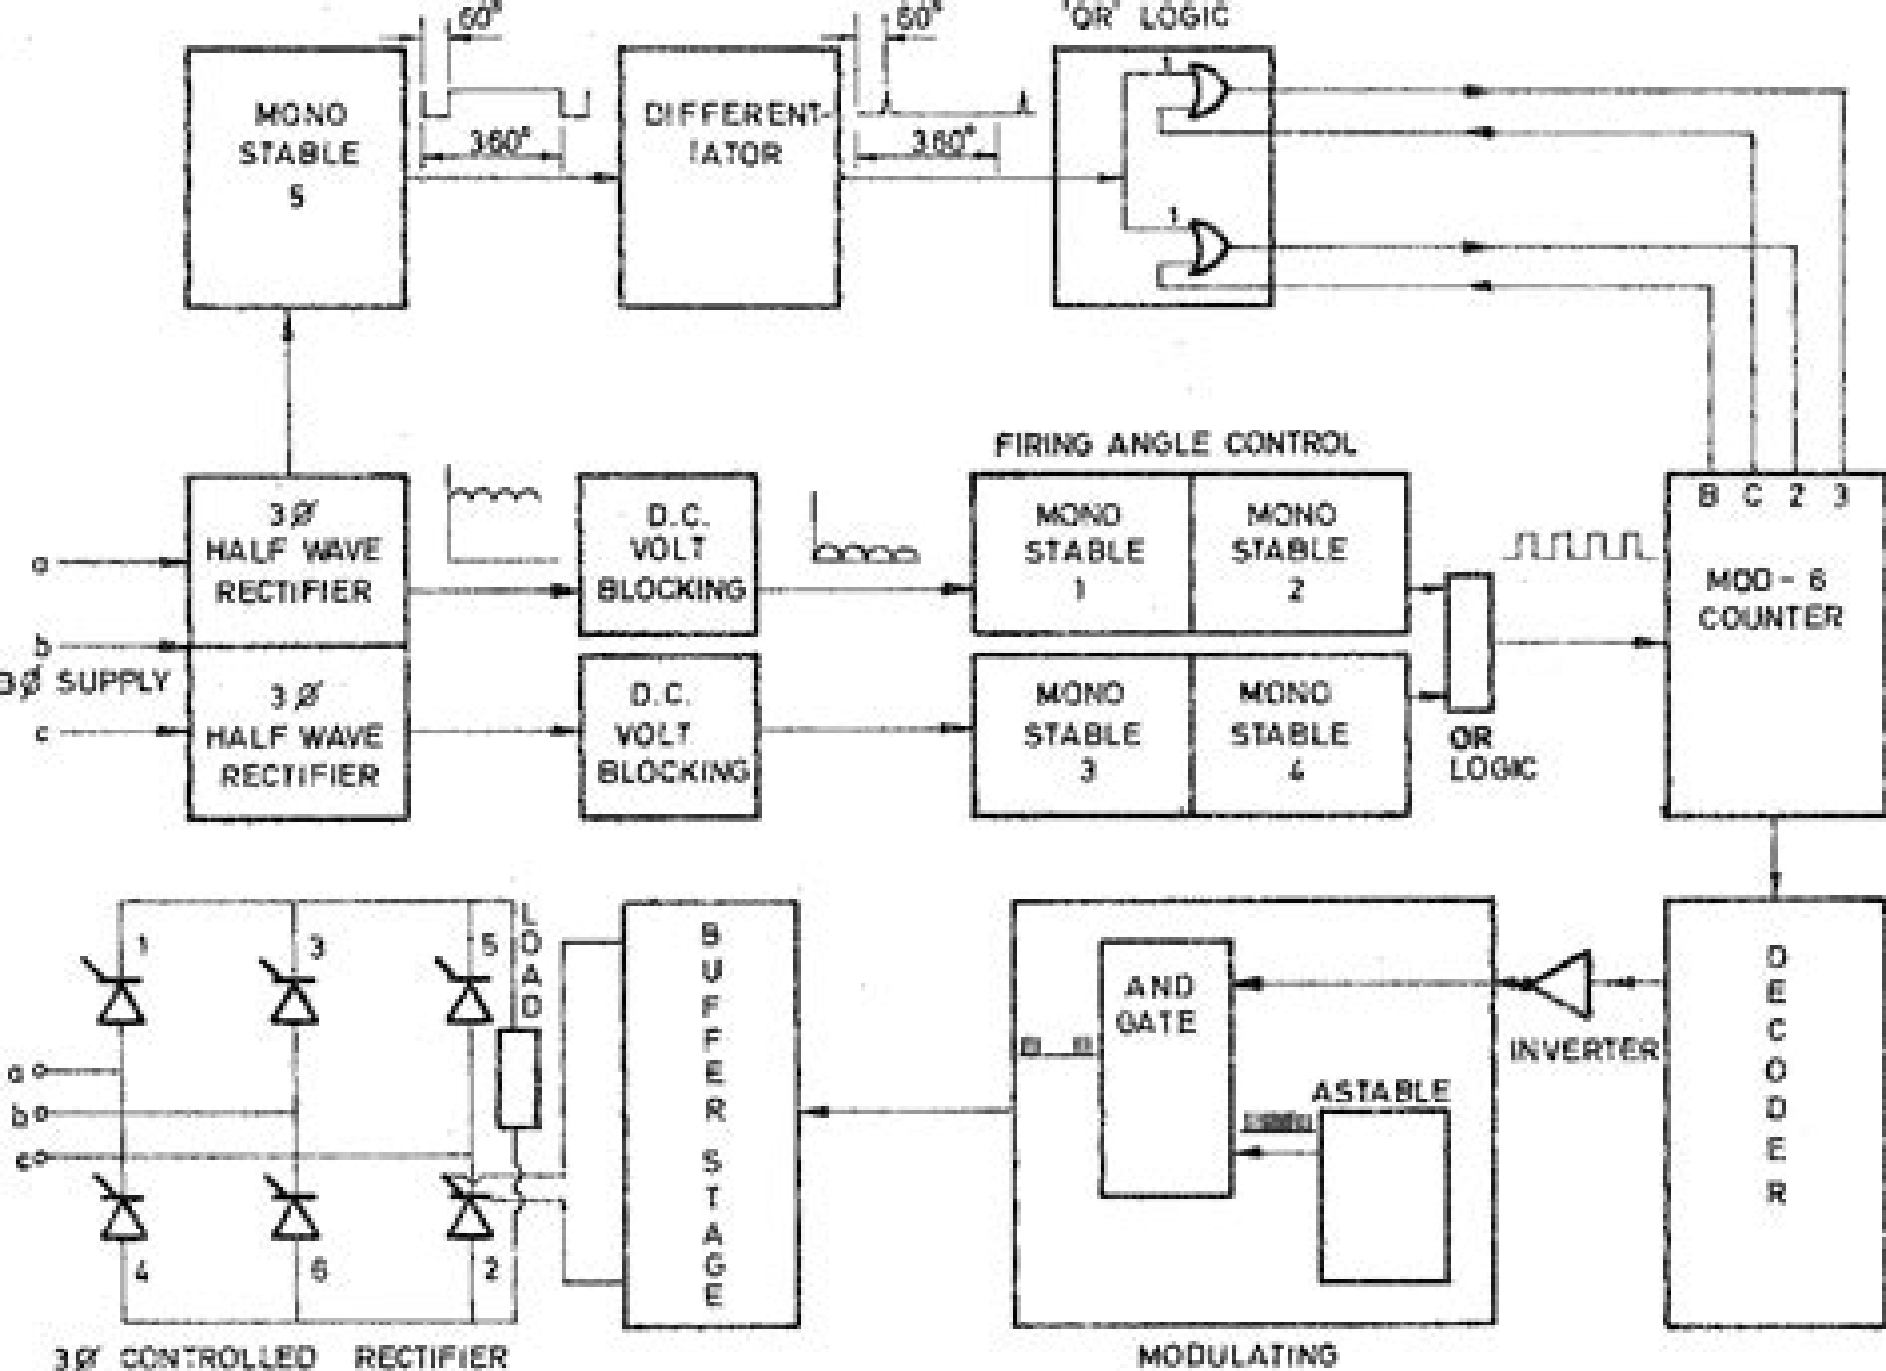 60°
60°
'OR' LOGIC
MONO
STABLE
5
360°
DIFFERENT-
IATOR
360°
1
1
FIRING ANGLE CONTROL
3Ø
HALF WAVE
RECTIFIER
D.C.
VOLT
BLOCKING
MONO
STABLE
1
MONO
STABLE
2
B C 2 3
MOD - 6
COUNTER
a
b
3Ø SUPPLY
c
3Ø
HALF WAVE
RECTIFIER
D.C.
VOLT
BLOCKING
MONO
STABLE
3
MONO
STABLE
4
OR
LOGIC
1
3
5
LOAD
a
b
c
4
6
2
3Ø CONTROLLED RECTIFIER
BUFFER STAGE
AND
GATE
ASTABLE
MODULATING
INVERTER
DECODER